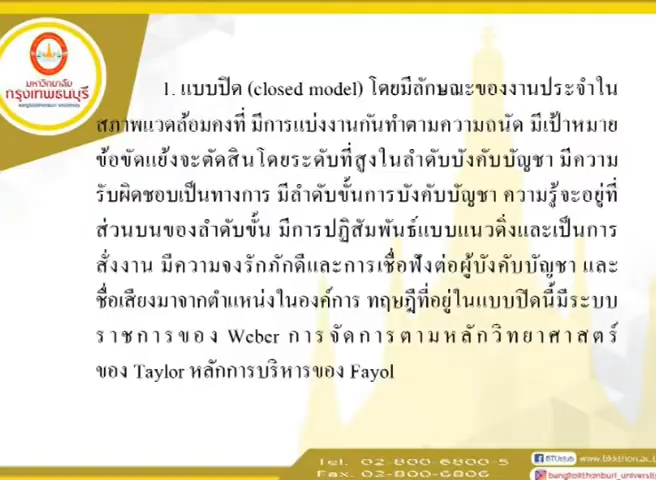 มหาวิทยาลัย
กรุงเทพธนบุรี
1. แบบปิด (closed model) โดยมีลักษณะของงานประจำใน
สภาพแวดล้อมคงที่ มีการแบ่งงานกันทำตามความถนัด มีเป้าหมาย
ข้อขัดแย้งจะตัดสินโดยระดับที่สูงในลำดับบังคับบัญชา มีความ
รับผิดชอบเป็นทางการ มีลำดับขั้นการบังคับบัญชา ความรู้จะอยู่ที่
ส่วนบนของลำดับขั้น มีการปฏิสัมพันธ์แบบแนวดิ่งและเป็นการ
สั่งงาน มีความจงรักภักดีและการเชื่อฟังต่อผู้บังคับบัญชา และ
ชื่อเสียงมาจากตำแหน่งในองค์การ ทฤษฎีที่อยู่ในแบบปิดนี้มีระบบ
ราชการของ Weber การจัดการตามหลักวิทยาศาสตร์
ของ Taylor หลักการบริหารของ Fayol
Tel. 02-800-6800-5
Fax. 02-800-6806
BTUclub www.bkkthon.ac.t
bangkokthonburi_university